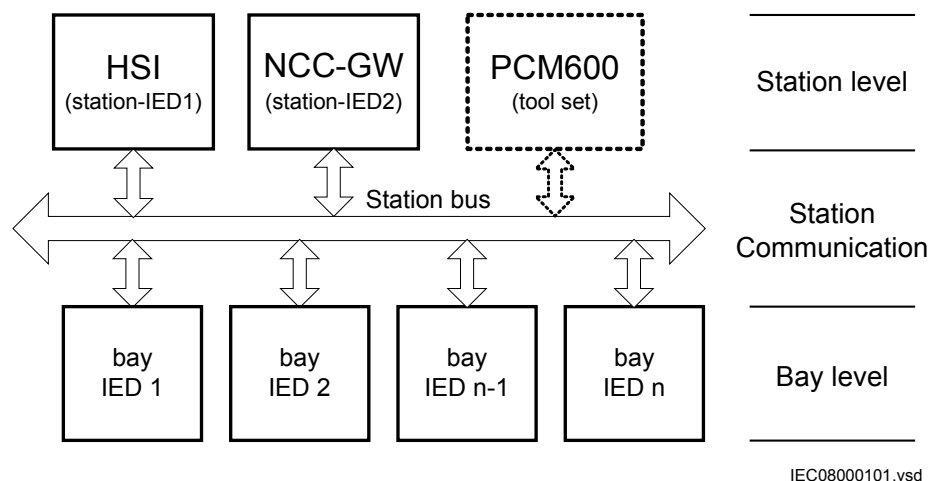 HSI
(station-IED1)
NCC-GW
(station-IED2)
PCM600
(tool set)
Station level
Station bus
Station
Communication
bay
IED 1
bay
IED 2
bay
IED n-1
bay
IED n
Bay level
IEC08000101.vsd